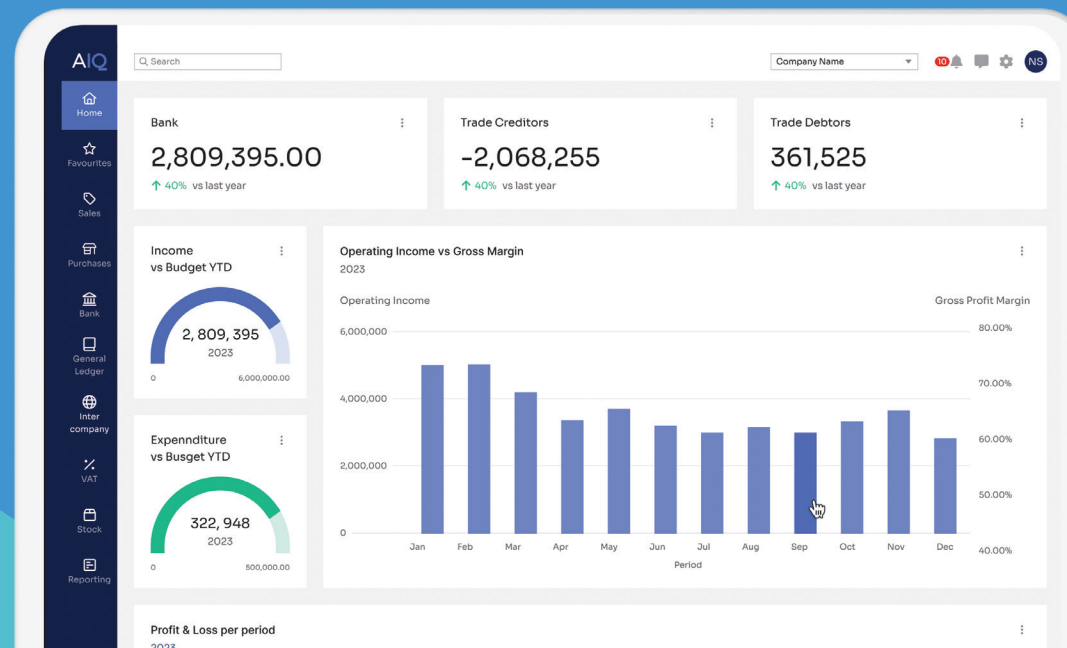 AIQ
Search
Company Name
10
NS
Home
Favourites
Sales
Purchases
Bank
General
Ledger
Inter
company
VAT
Stock
Reporting
Bank
2,809,395.00
40% vs last year
Trade Creditors
-2,068,255
40% vs last year
Trade Debtors
361,525
40% vs last year
Income
vs Budget YTD
2, 809, 395
2023
0 6,000,000.00
Expennditure
vs Busget YTD
322, 948
2023
0 500,000.00
Operating Income vs Gross Margin
2023
Operating Income Gross Profit Margin
6,000,000
4,000,000
2,000,000
0
80.00%
70.00%
60.00%
50.00%
40.00%
Jan Feb Mar Apr May Jun Jul Aug Sep Oct Nov Dec
Period
Profit & Loss per period
2023